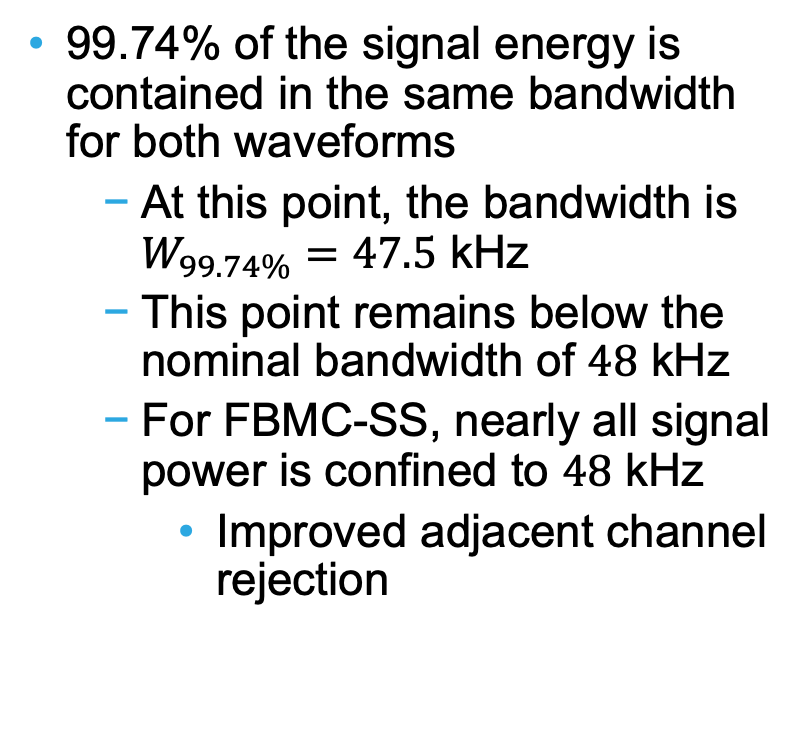 • 99.74% of the signal energy is
contained in the same bandwidth
for both waveforms
– At this point, the bandwidth is
W99.74% = 47.5 kHz
– This point remains below the
nominal bandwidth of 48 kHz
– For FBMC-SS, nearly all signal
power is confined to 48 kHz
• Improved adjacent channel
rejection